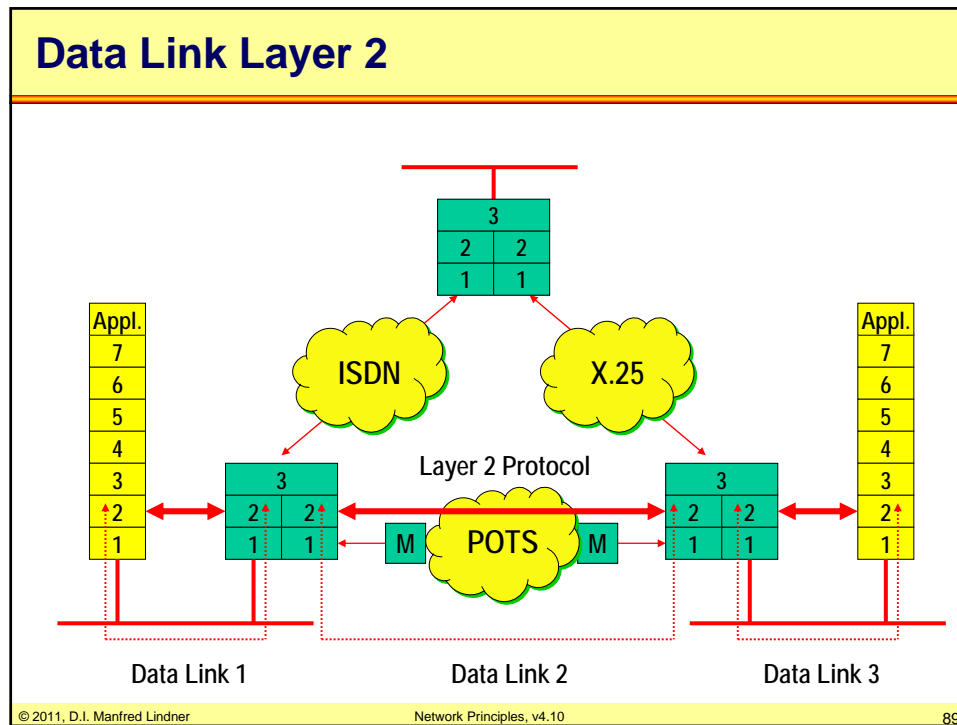 Data Link Layer 2
3
2 2
1 1
Appl.
7
6
5
4
3
2
1
ISDN
X.25
Appl.
7
6
5
4
3
2
1
Layer 2 Protocol
3
2 2
1 1
M
POTS
M
3
2 2
1 1
Data Link 1
Data Link 2
Data Link 3
© 2011, D.I. Manfred Lindner
Network Principles, v4.10
89